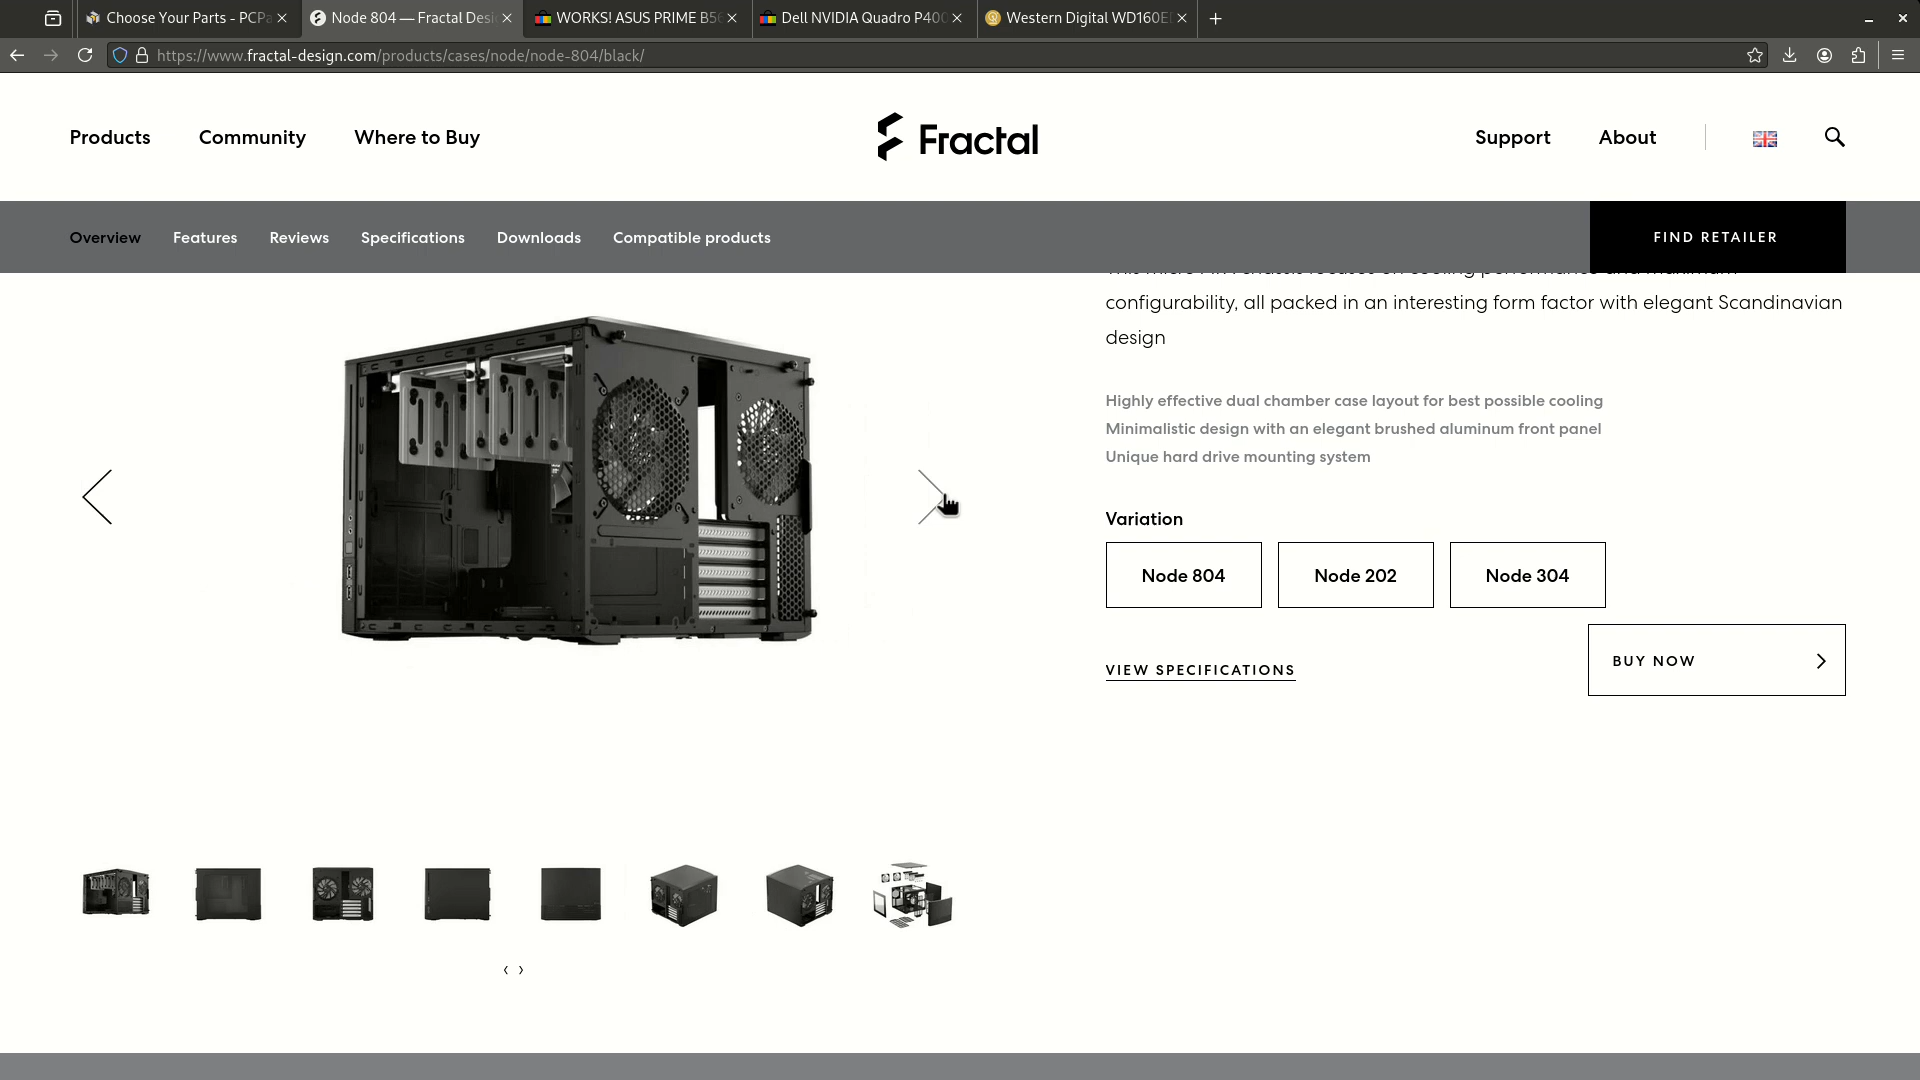 Choose Your Parts - PCPa
Node 804 — Fractal Desi
WORKS! ASUS PRIME B56
Dell NVIDIA Quadro P400
Western Digital WD160E
https://www.fractal-design.com/products/cases/node/node-804/black/
Products Community Where to Buy
Fractal
Support About
Overview Features Reviews Specifications Downloads Compatible products
FIND RETAILER
configurability, all packed in an interesting form factor with elegant Scandinavian
design
Highly effective dual chamber case layout for best possible cooling
Minimalistic design with an elegant brushed aluminum front panel
Unique hard drive mounting system
Variation
Node 804 Node 202 Node 304
VIEW SPECIFICATIONS
BUY NOW